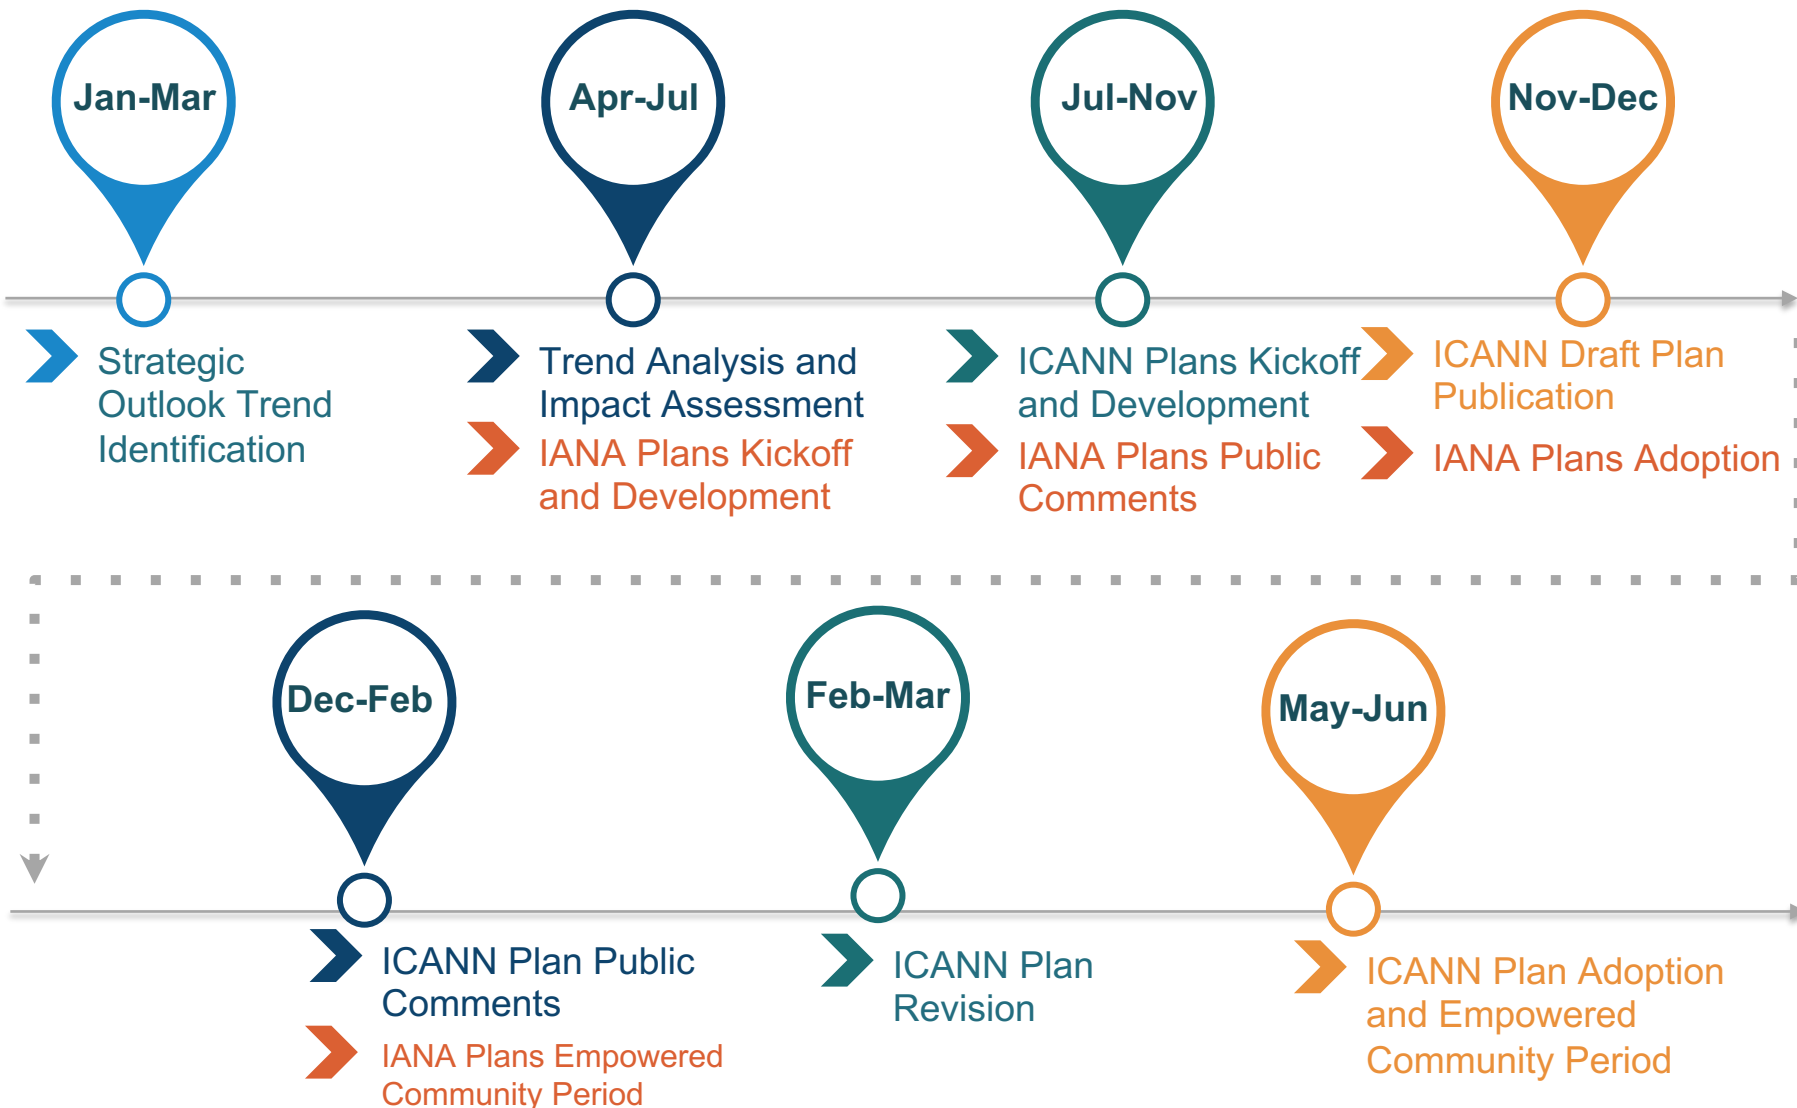 Jan-Mar
Apr-Jul
Jul-Nov
Nov-Dec
Strategic
Outlook Trend
Identification
Trend Analysis and
Impact Assessment
IANA Plans Kickoff
and Development
ICANN Plans Kickoff
and Development
IANA Plans Public
Comments
ICANN Draft Plan
Publication
IANA Plans Adoption
Dec-Feb
Feb-Mar
May-Jun
ICANN Plan Public
Comments
IANA Plans Empowered
Community Period
ICANN Plan
Revision
ICANN Plan Adoption
and Empowered
Community Period